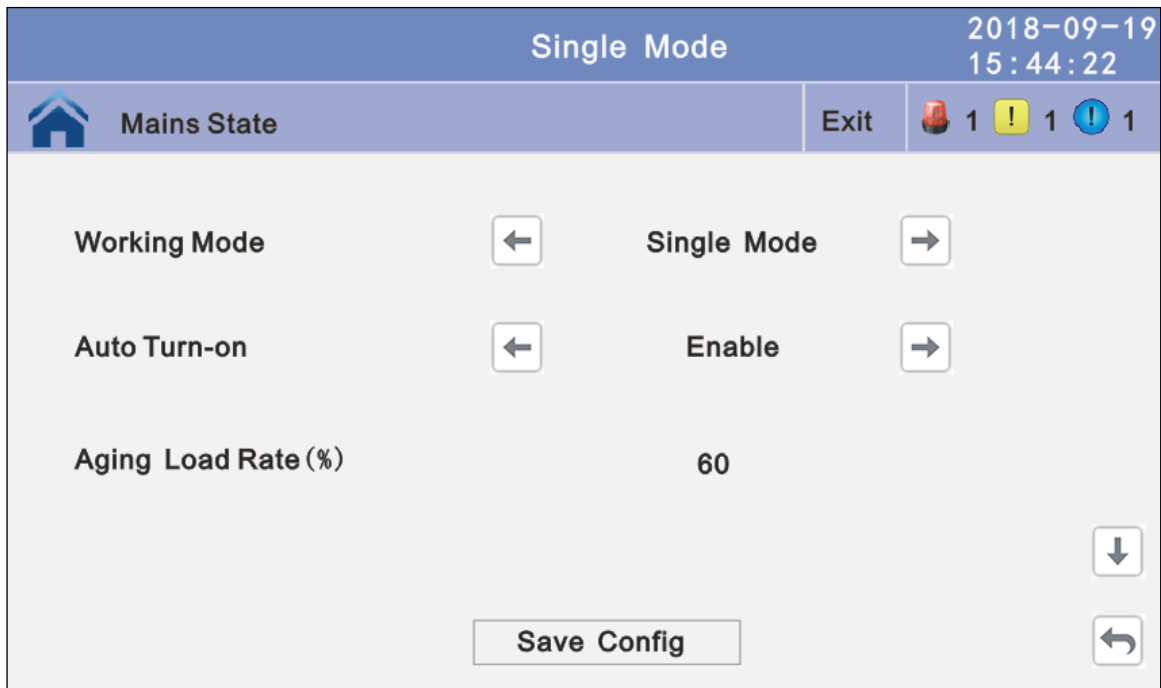 Single Mode
2018-09-19
15:44:22
Mains State
Exit
1 ! 1 ! 1
Working Mode
Single Mode
Auto Turn-on
Enable
Aging Load Rate(%)
60
Save Config